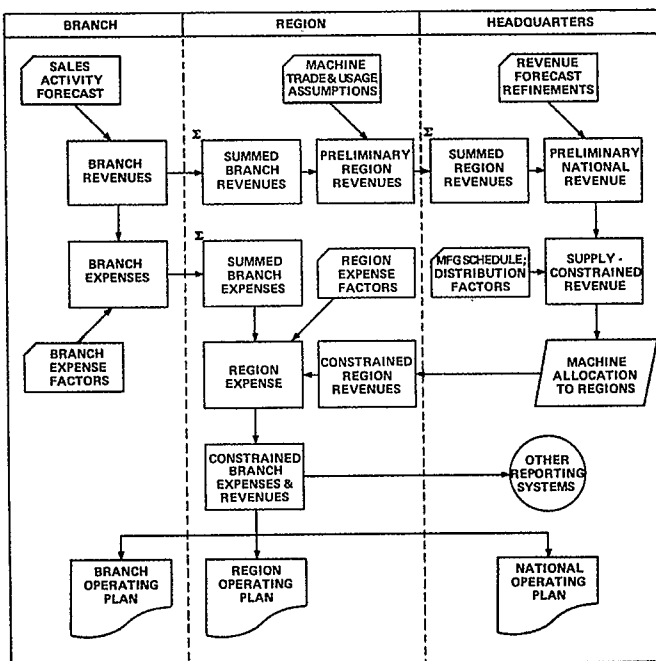 BRANCH
REGION
HEADQUARTERS
SALES
ACTIVITY
FORECAST
MACHINE
TRADE & USAGE
ASSUMPTIONS
REVENUE
FORECAST
REFINEMENTS
BRANCH
REVENUES
Σ
SUMMED
BRANCH
REVENUES
PRELIMINARY
REGION
REVENUES
Σ
SUMMED
REGION
REVENUES
PRELIMINARY
NATIONAL
REVENUE
BRANCH
EXPENSES
Σ
SUMMED
BRANCH
EXPENSES
REGION
EXPENSE
FACTORS
MFG SCHEDULE;
DISTRIBUTION
FACTORS
SUPPLY -
CONSTRAINED
REVENUE
BRANCH
EXPENSE
FACTORS
REGION
EXPENSE
CONSTRAINED
REGION
REVENUES
MACHINE
ALLOCATION
TO REGIONS
CONSTRAINED
BRANCH
EXPENSES &
REVENUES
OTHER
REPORTING
SYSTEMS
BRANCH
OPERATING
PLAN
REGION
OPERATING
PLAN
NATIONAL
OPERATING
PLAN